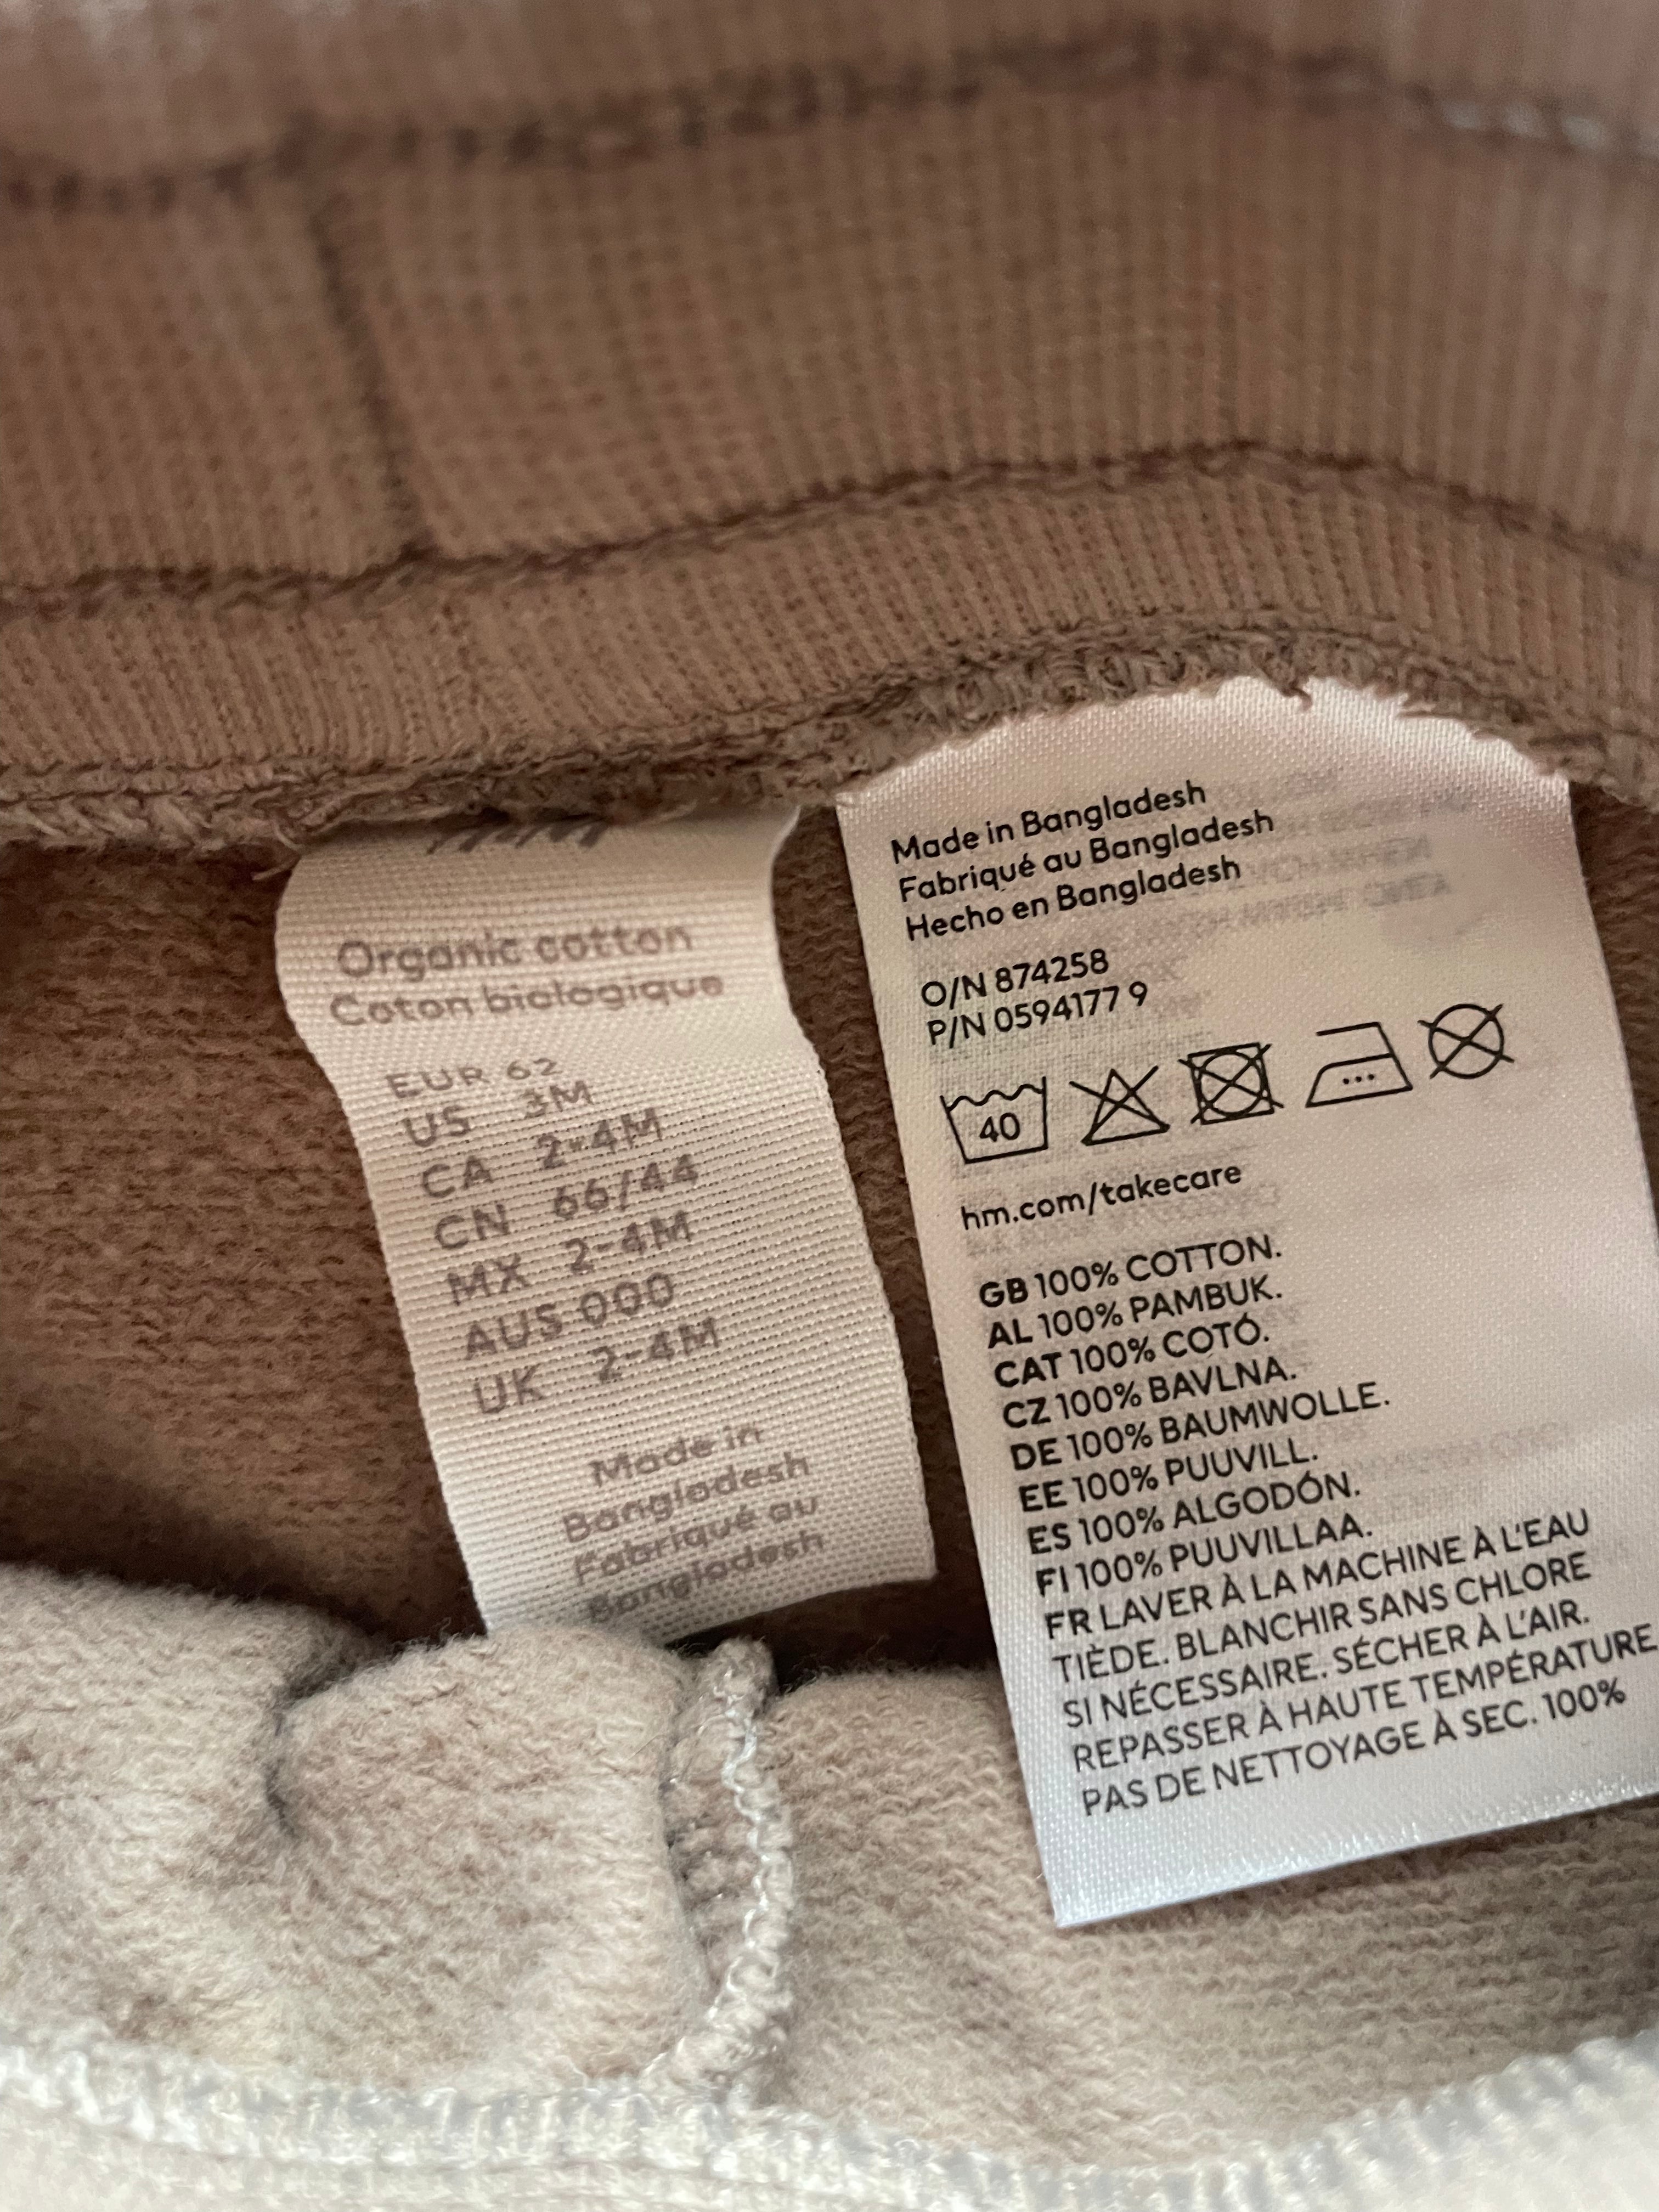 Organic cotton
Coton biologique
EUR 62
US 3M
CA 2-4M
CN 66/44
MX 2-4M
AUS 000
UK 2-4M
Made in
Bangladesh
Fabriqué au
Bangladesh
Made in Bangladesh
Fabriqué au Bangladesh
Hecho en Bangladesh
O/N 874258
P/N 0594177 9
40
hm.com/takecare
GB 100% COTTON.
AL 100% PAMBUK.
CAT 100% COTÓ.
CZ 100% BAVLNA.
DE 100% BAUMWOLLE.
EE 100% PUUVILL.
ES 100% ALGODÓN.
FI 100% PUUVILLAA.
FR LAVER À LA MACHINE À L'EAU
TIÈDE. BLANCHIR SANS CHLORE
SI NÉCESSAIRE. SÉCHER À L'AIR.
REPASSER À HAUTE TEMPÉRATURE.
PAS DE NETTOYAGE À SEC. 100%